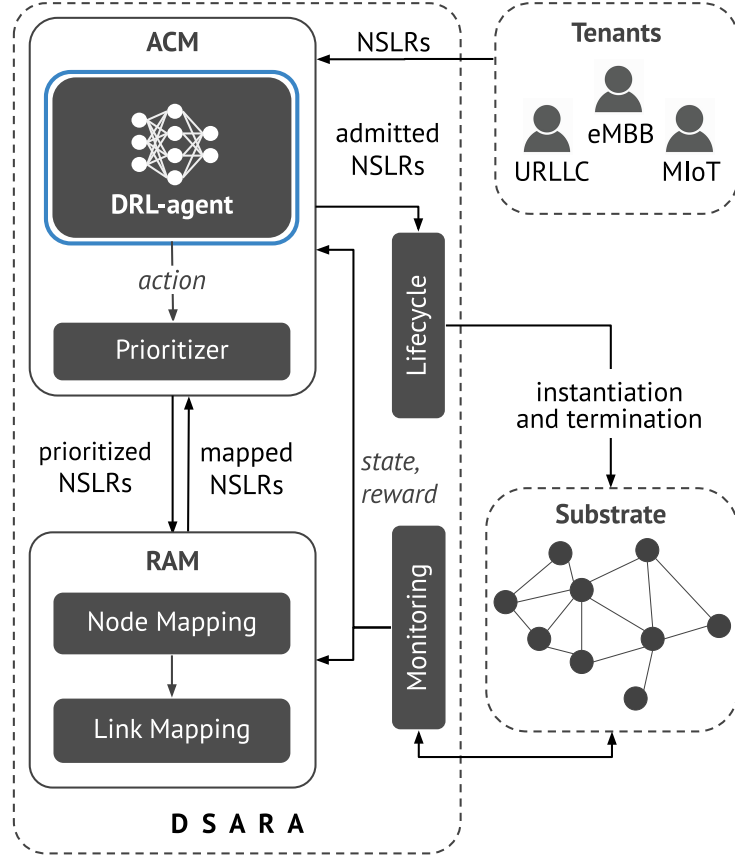 ACM
NSLRs
Tenants
URLLC
eMBB
MIoT
DRL-agent
admitted
NSLRs
action
Prioritizer
Lifecycle
instantiation
and termination
prioritized
NSLRs
mapped
NSLRs
state,
reward
RAM
Node Mapping
Link Mapping
Monitoring
Substrate
D S A R A